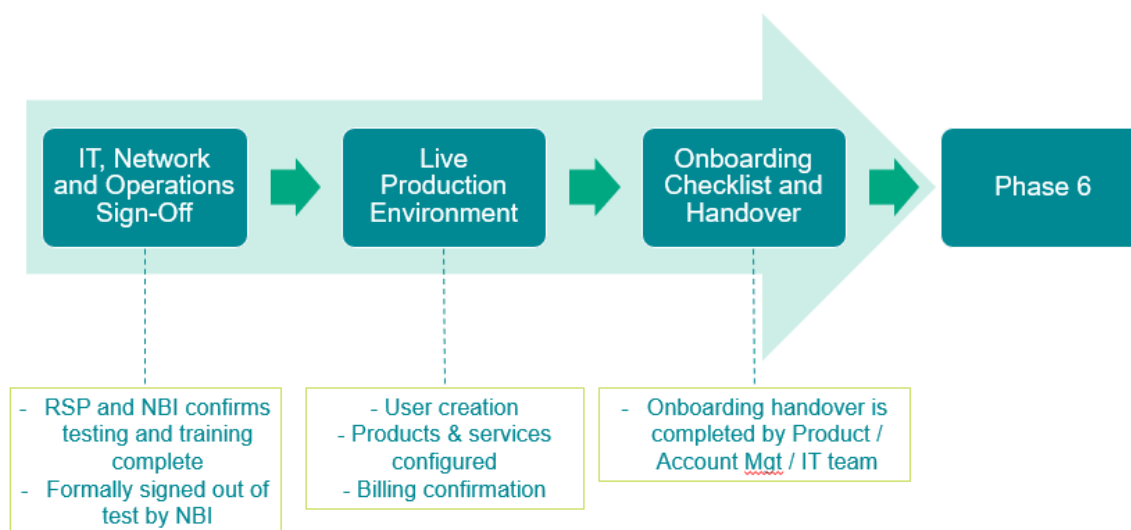 IT, Network
and Operations
Sign-Off
Live
Production
Environment
Onboarding
Checklist and
Handover
Phase 6
- RSP and NBI confirms
testing and training
complete
- Formally signed out of
test by NBI
- User creation
- Products & services
configured
- Billing confirmation
- Onboarding handover is
completed by Product /
Account Mgt / IT team